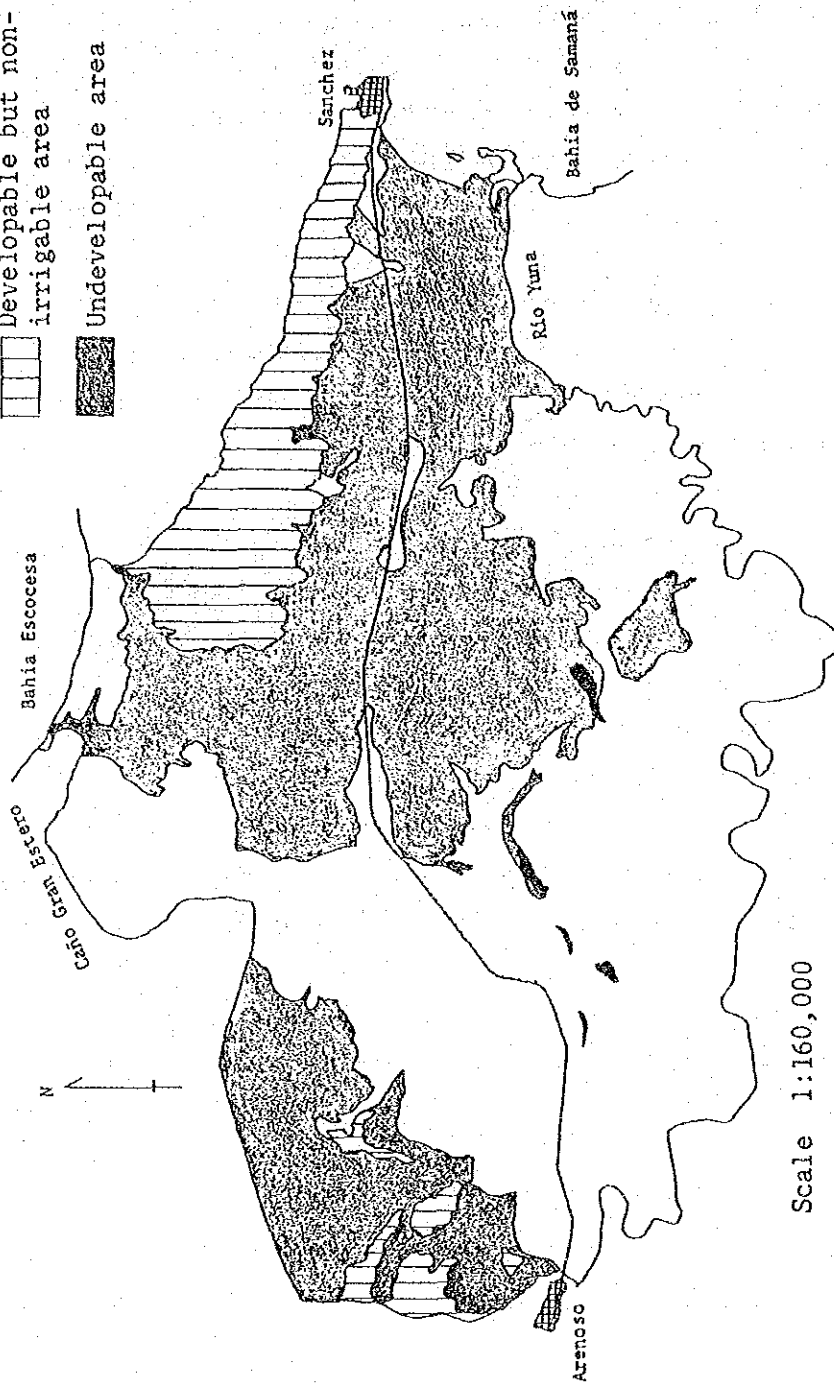 Developable but non-
irrigable area
Undevelopable area
Bahia Escocesa
Caño Gran Estero
N
Sanchez
Bahia de Samaná
Río Yuna
Arenoso
Scale 1:160,000